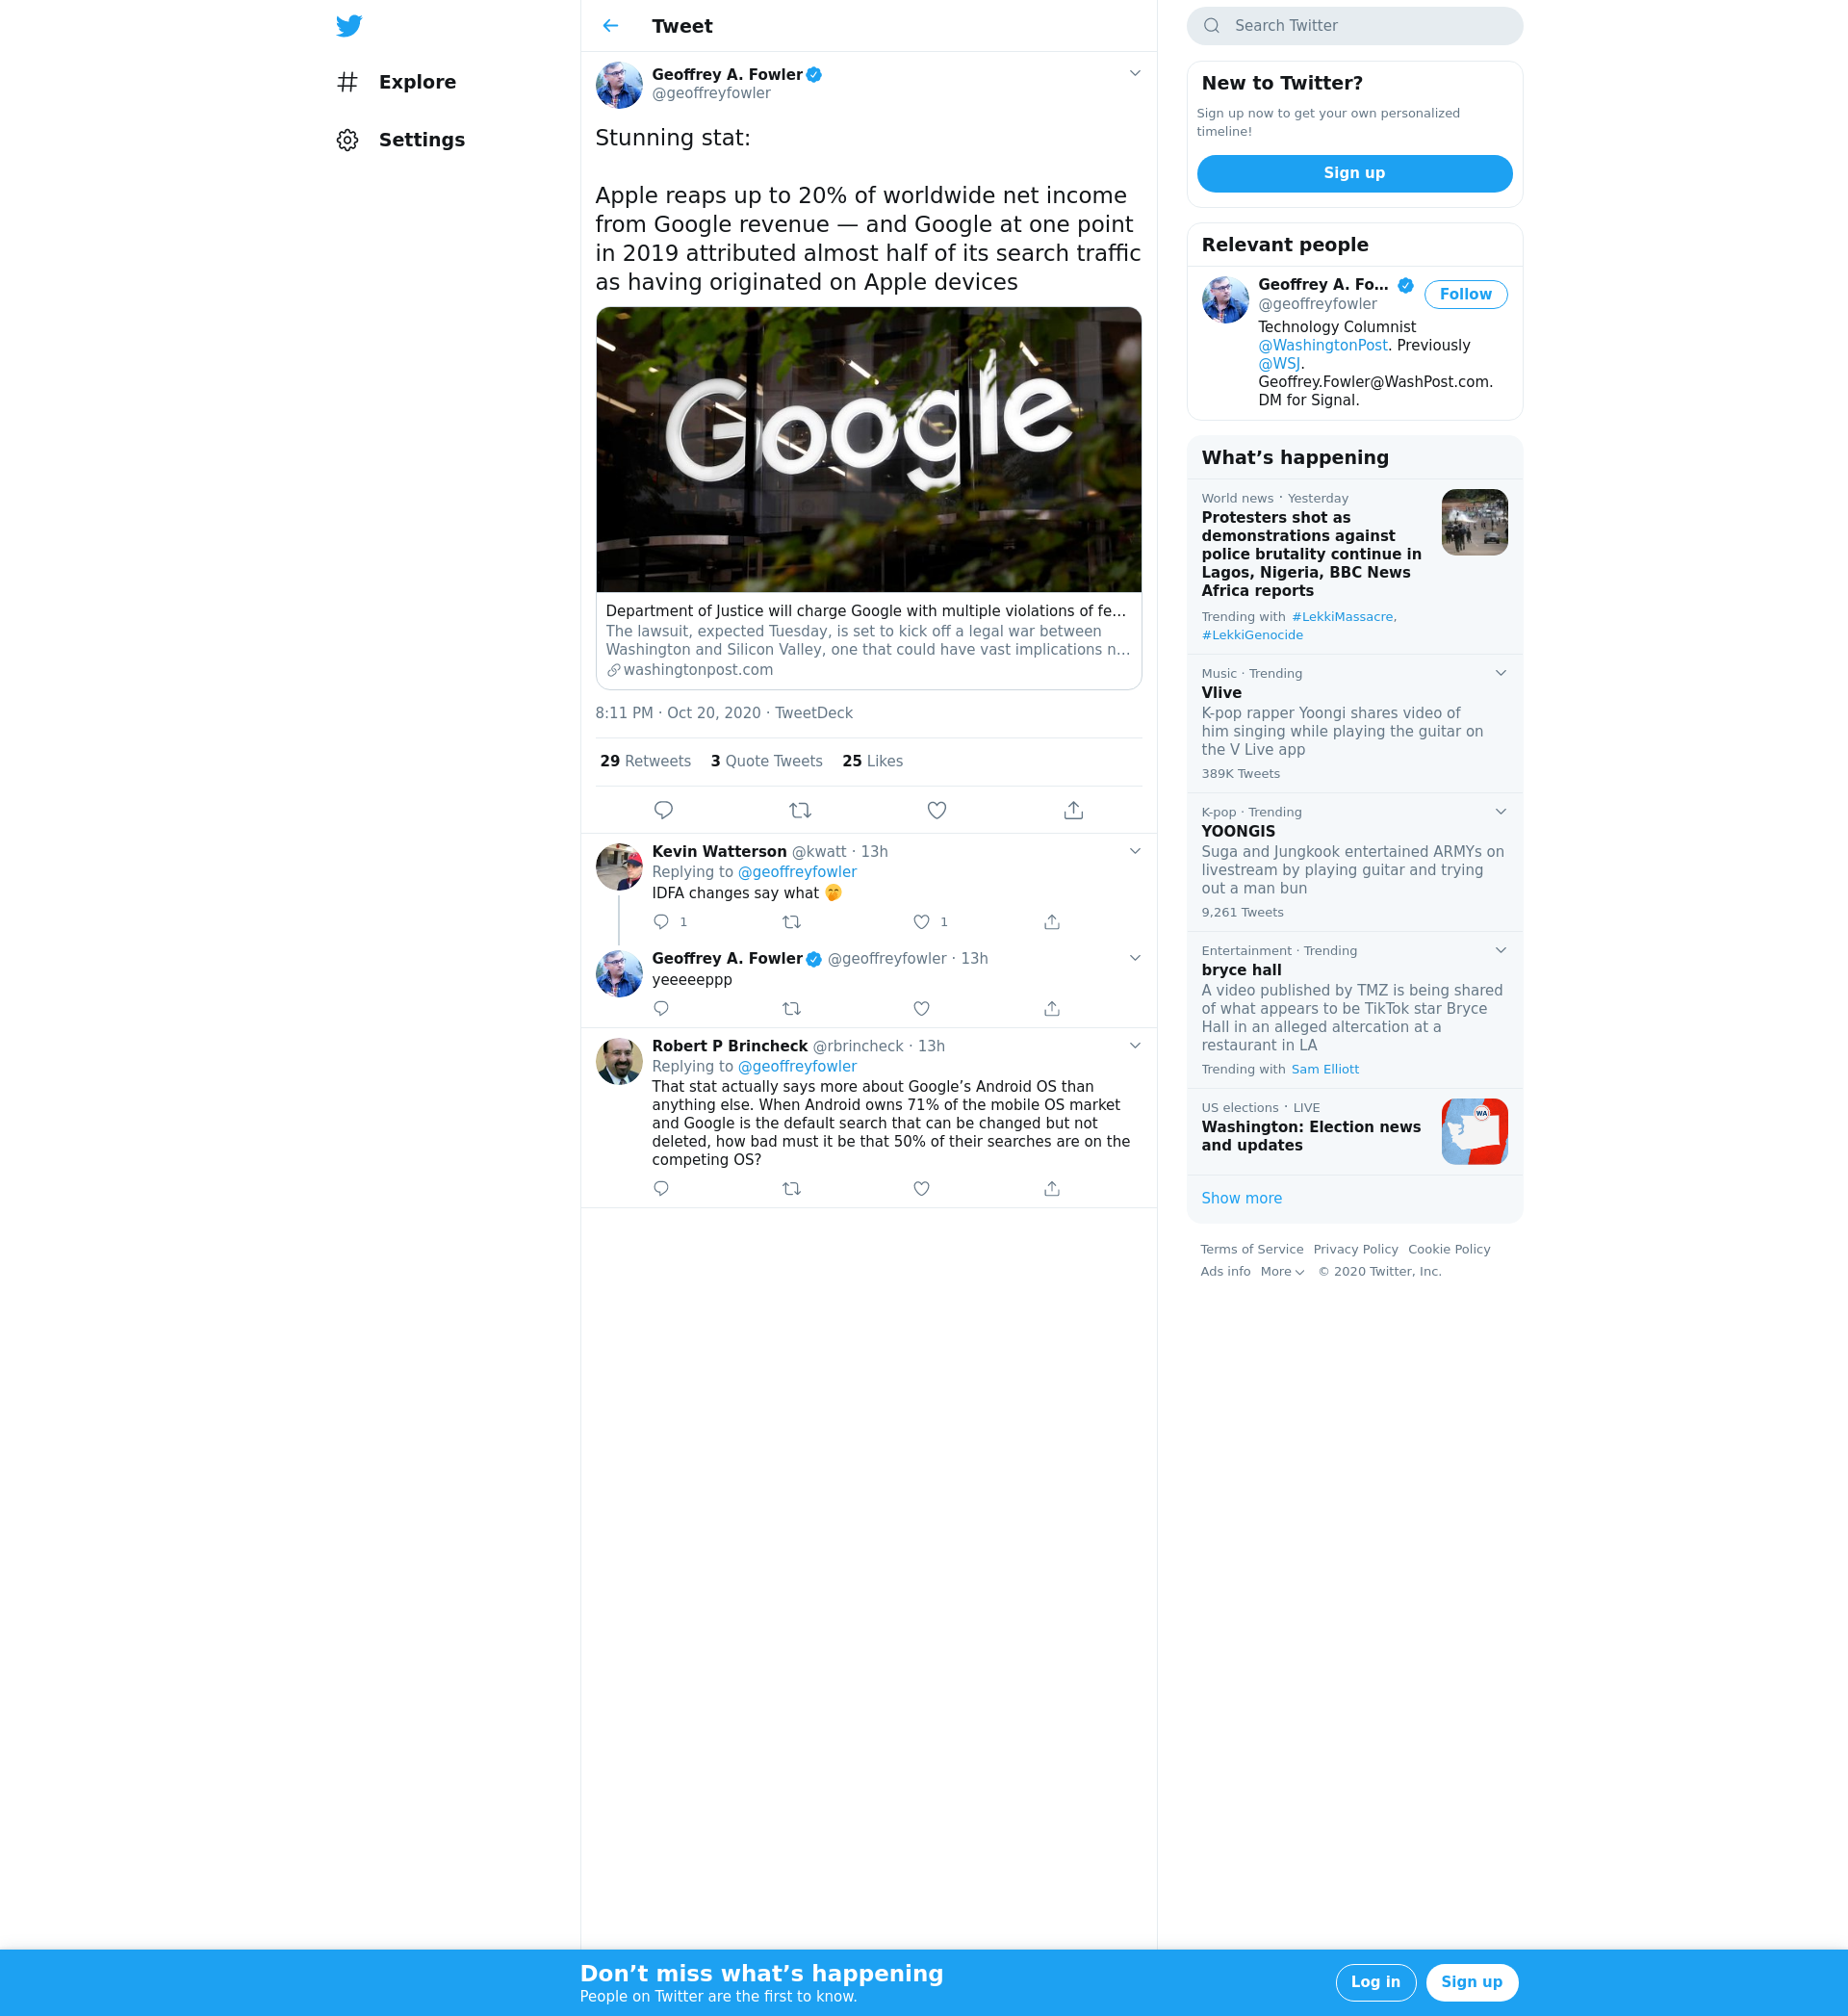 Explore
Settings
Tweet
Geoffrey A. Fowler
@geoffreyfowler
Stunning stat:
Apple reaps up to 20% of worldwide net income
from Google revenue — and Google at one point
in 2019 attributed almost half of its search traffic
as having originated on Apple devices
Google
Department of Justice will charge Google with multiple violations of fe…
The lawsuit, expected Tuesday, is set to kick off a legal war between
Washington and Silicon Valley, one that could have vast implications n…
washingtonpost.com
8:11 PM · Oct 20, 2020 · TweetDeck
29 Retweets 3 Quote Tweets 25 Likes
Kevin Watterson @kwatt · 13h
Replying to @geoffreyfowler
IDFA changes say what 🤭
1 1
Geoffrey A. Fowler @geoffreyfowler · 13h
yeeeeeppp
Robert P Brincheck @rbrincheck · 13h
Replying to @geoffreyfowler
That stat actually says more about Google’s Android OS than
anything else. When Android owns 71% of the mobile OS market
and Google is the default search that can be changed but not
deleted, how bad must it be that 50% of their searches are on the
competing OS?
Search Twitter
New to Twitter?
Sign up now to get your own personalized
timeline!
Sign up
Relevant people
Geoffrey A. Fo…
@geoffreyfowler
Follow
Technology Columnist
@WashingtonPost. Previously
@WSJ.
Geoffrey.Fowler@WashPost.com.
DM for Signal.
What’s happening
World news · Yesterday
Protesters shot as
demonstrations against
police brutality continue in
Lagos, Nigeria, BBC News
Africa reports
Trending with #LekkiMassacre,
#LekkiGenocide
Music · Trending
Vlive
K-pop rapper Yoongi shares video of
him singing while playing the guitar on
the V Live app
389K Tweets
K-pop · Trending
YOONGIS
Suga and Jungkook entertained ARMYs on
livestream by playing guitar and trying
out a man bun
9,261 Tweets
Entertainment · Trending
bryce hall
A video published by TMZ is being shared
of what appears to be TikTok star Bryce
Hall in an alleged altercation at a
restaurant in LA
Trending with Sam Elliott
US elections · LIVE
Washington: Election news
and updates
WA
Show more
Terms of Service Privacy Policy Cookie Policy
Ads info More © 2020 Twitter, Inc.
Don’t miss what’s happening
People on Twitter are the first to know.
Log in
Sign up